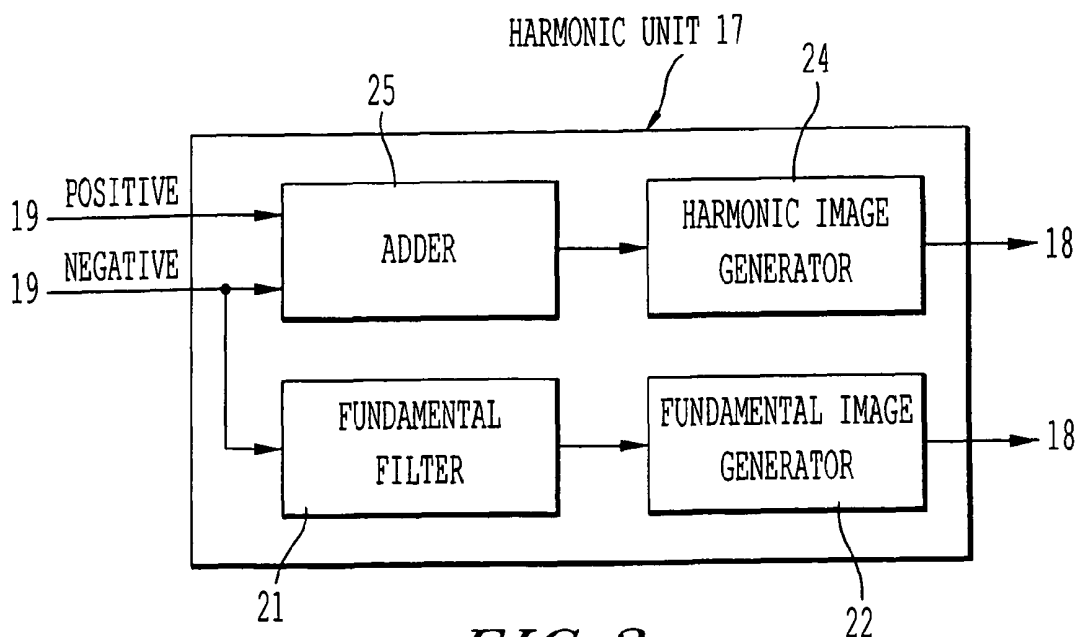 HARMONIC UNIT 17
25
24
POSITIVE
19
NEGATIVE
19
ADDER
HARMONIC IMAGE
GENERATOR
18
FUNDAMENTAL
FILTER
FUNDAMENTAL IMAGE
GENERATOR
18
21
22